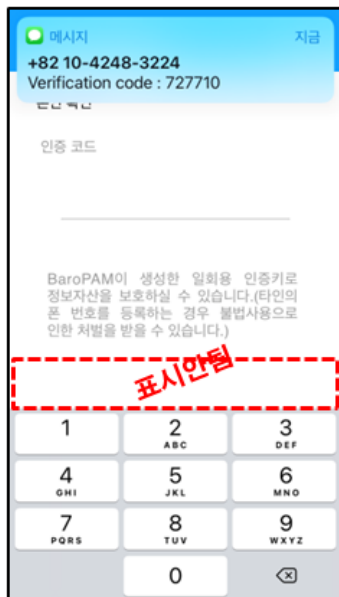 메시지 지금
+82 10-4248-3224
Verification code : 727710
본인 확인
인증 코드
BaroPAM이 생성한 일회용 인증키로
정보자산을 보호하실 수 있습니다.(타인의
폰 번호를 등록하는 경우 불법사용으로
인한 처벌을 받을 수 있습니다.)
표시안됨
1 2 3
ABC DEF
4 5 6
GHI JKL MNO
7 8 9
PQRS TUV WXYZ
0